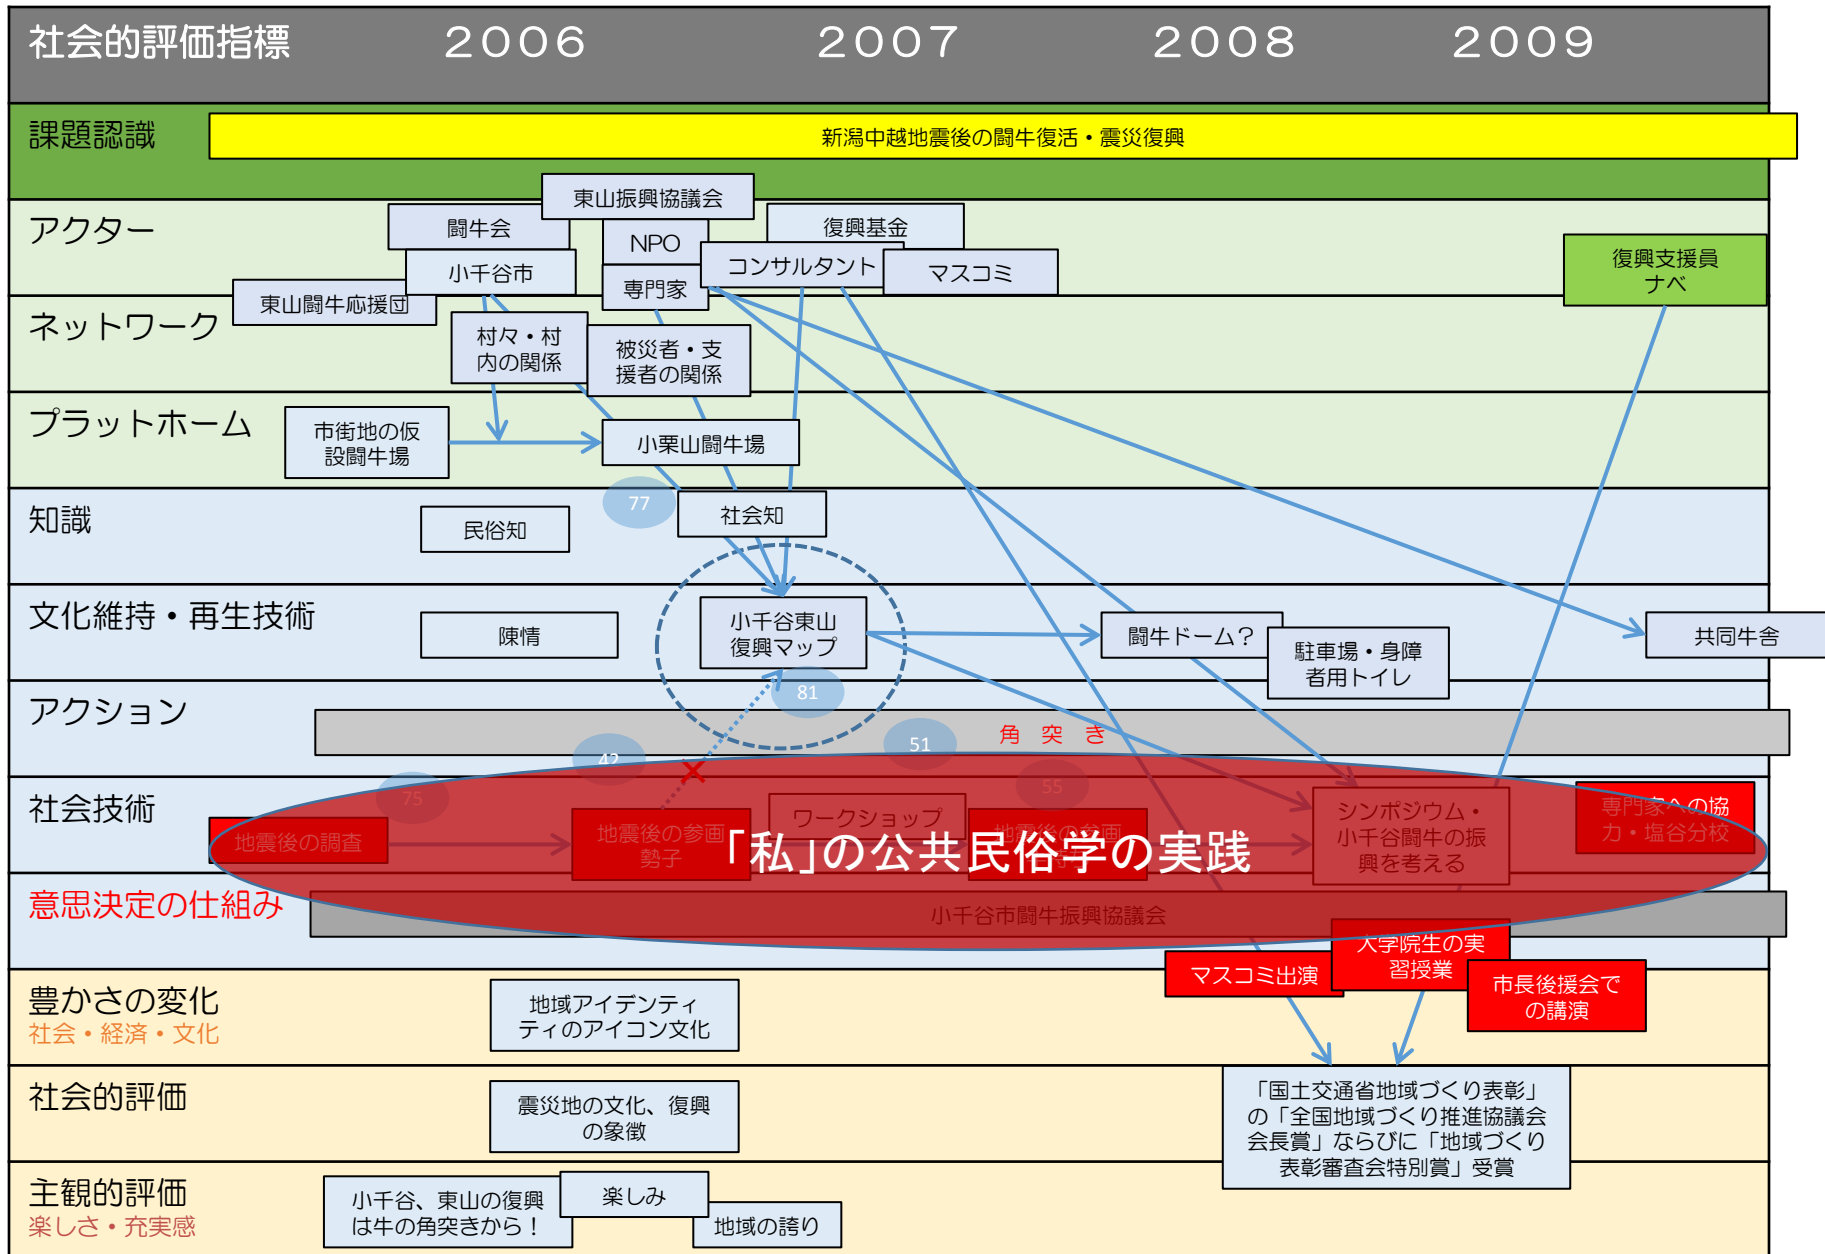 社会的評価指標
２００６
２００７
２００８
２００９
課題認識
新潟中越地震後の闘牛復活・震災復興
アクター
東山振興協議会
闘牛会
NPO
復興基金
小千谷市
コンサルタント
マスコミ
復興支援員
ナベ
専門家
東山闘牛応援団
ネットワーク
村々・村
内の関係
被災者・支
援者の関係
プラットホーム
市街地の仮
設闘牛場
小栗山闘牛場
知識
77
民俗知
社会知
文化維持・再生技術
陳情
小千谷東山
復興マップ
闘牛ドーム？
駐車場・身障
者用トイレ
共同牛舎
81
アクション
角 突 き
51
42
社会技術
75
55
地震後の調査
地震後の参画
勢子
ワークショップ
地震後の参画
シンポジウム・
小千谷闘牛の振
興を考える
専門家への協
力・塩谷分校
「私」の公共民俗学の実践
意思決定の仕組み
小千谷市闘牛振興協議会
大学院生の実
習授業
マスコミ出演
市長後援会で
の講演
豊かさの変化
社会・経済・文化
地域アイデンティ
ティのアイコン文化
社会的評価
震災地の文化、復興
の象徴
「国土交通省地域づくり表彰」
の「全国地域づくり推進協議会
会長賞」ならびに「地域づくり
表彰審査会特別賞」受賞
主観的評価
楽しさ・充実感
小千谷、東山の復興
は牛の角突きから！
楽しみ
地域の誇り